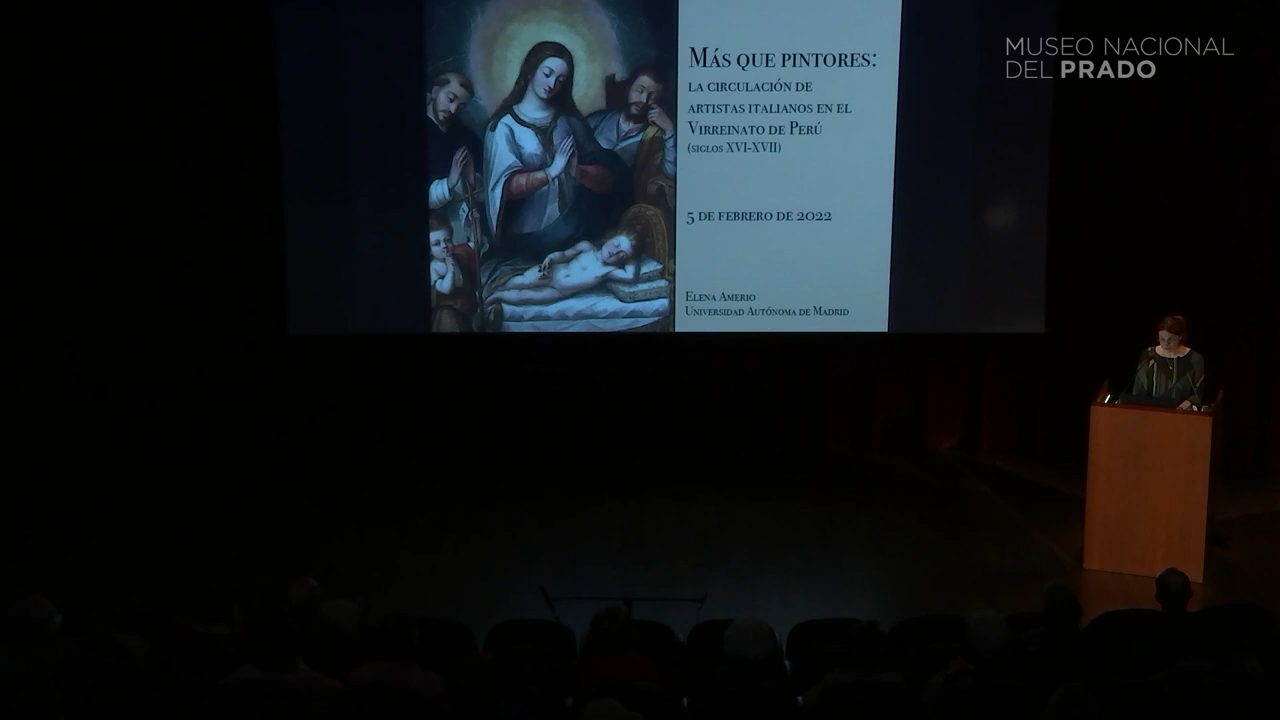 MUSEO NACIONAL
DEL PRADO
MÁS QUE PINTORES:
LA CIRCULACIÓN DE
ARTISTAS ITALIANOS EN EL
VIRREINATO DE PERÚ
(SIGLOS XVI-XVII)
5 DE FEBRERO DE 2022
ELENA AMERIO
UNIVERSIDAD AUTÓNOMA DE MADRID